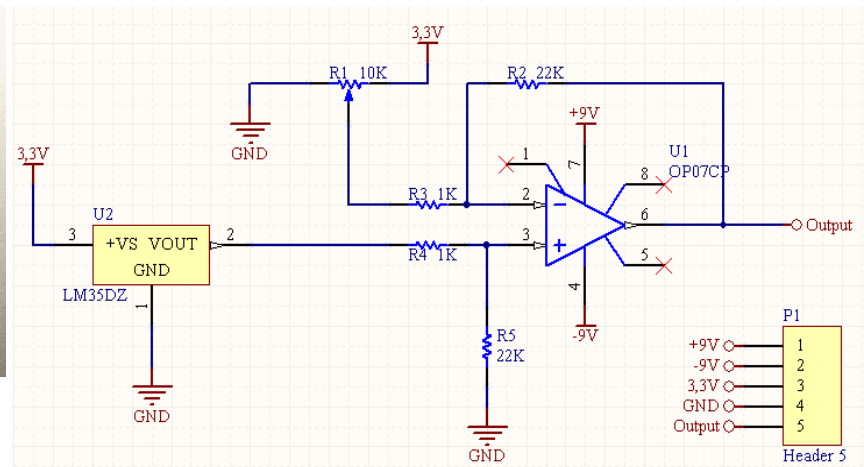 3,3V
R1 10K
R2 22K
GND
+9V
3,3V
1
7
U1
OP07CP
8
U2
R3 1K
2
6
Output
3
+VS VOUT
2
GND
R4 1K
3
5
LM35DZ
1
4
R5
22K
-9V
P1
+9V 1
-9V 2
3,3V 3
GND 4
Output 5
GND
GND
Header 5